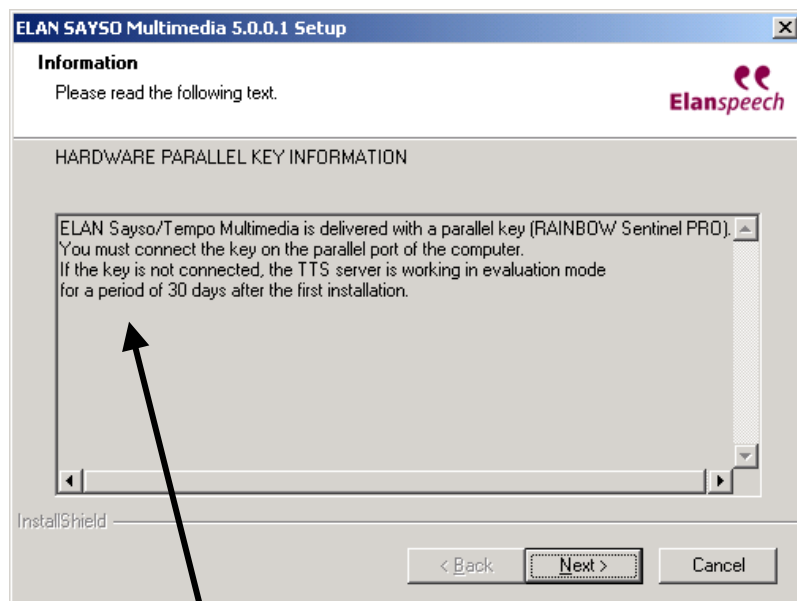 ELAN SAYSO Multimedia 5.0.0.1 Setup
Information
Please read the following text.
Elanspeech
HARDWARE PARALLEL KEY INFORMATION
ELAN Sayso/Tempo Multimedia is delivered with a parallel key (RAINBOW Sentinel PRO).
You must connect the key on the parallel port of the computer.
If the key is not connected, the TTS server is working in evaluation mode
for a period of 30 days after the first installation.
InstallShield
< Back Next > Cancel